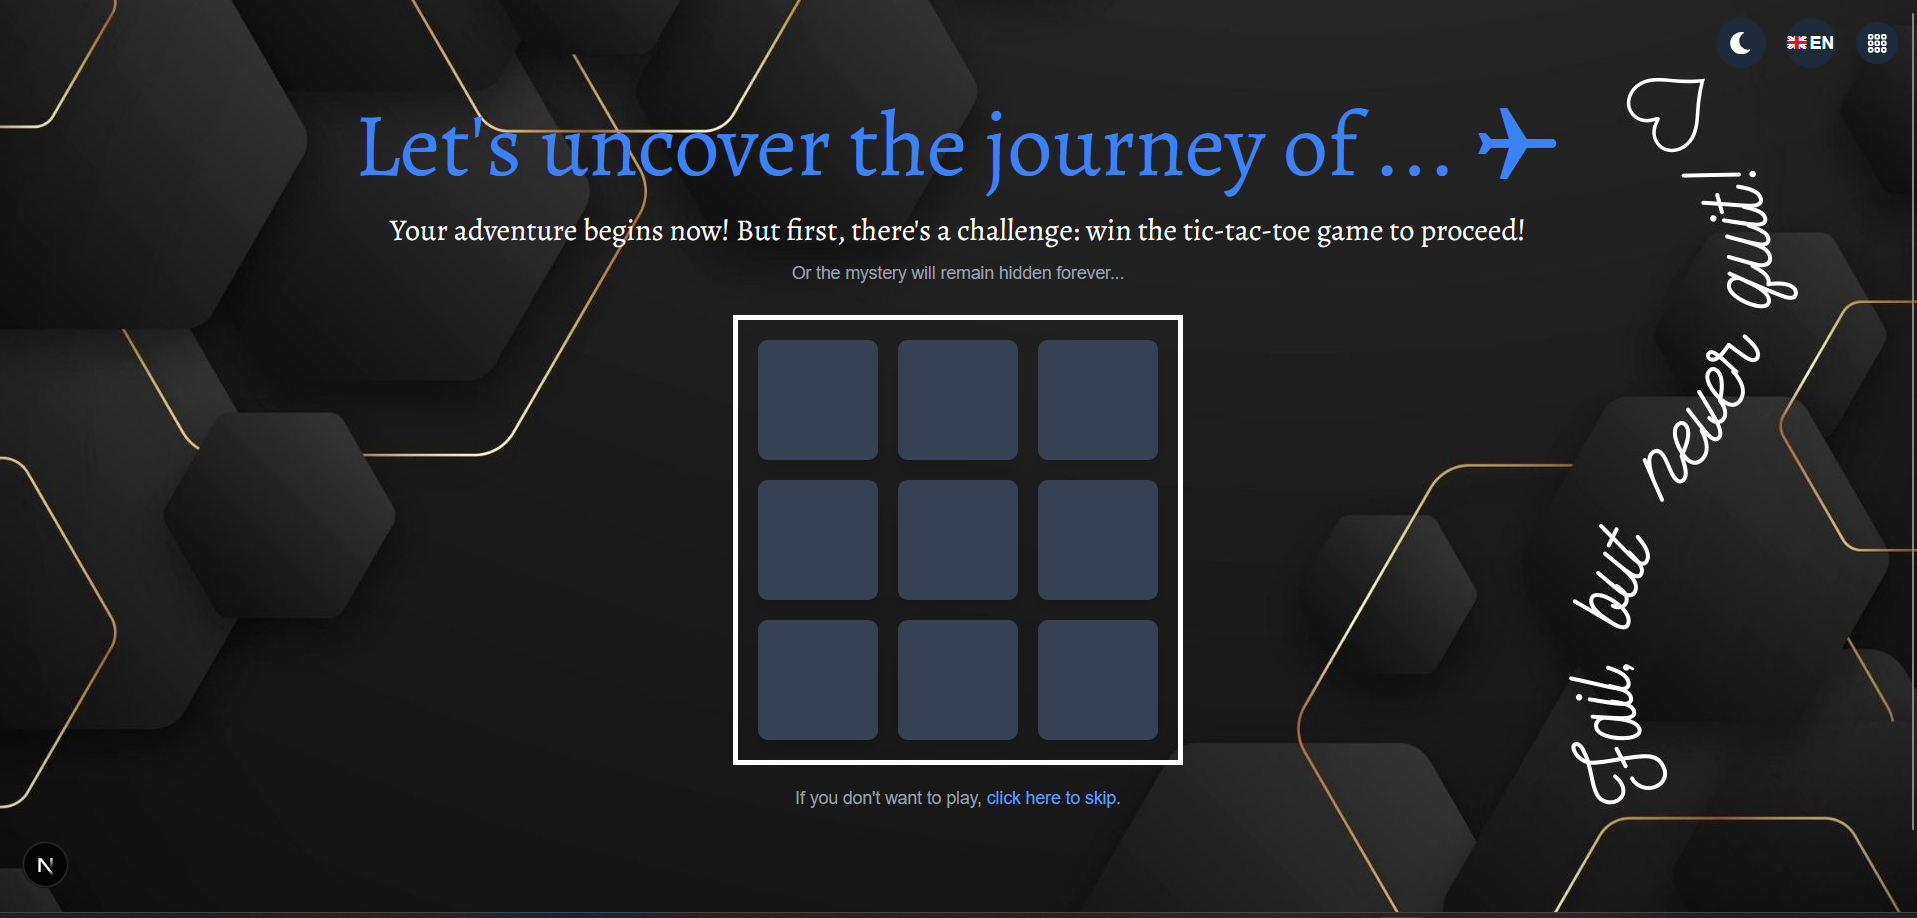 EN
Let's uncover the journey of ...
Your adventure begins now! But first, there's a challenge: win the tic-tac-toe game to proceed!
Or the mystery will remain hidden forever...
If you don't want to play, click here to skip.
Fail, but never quit!
N